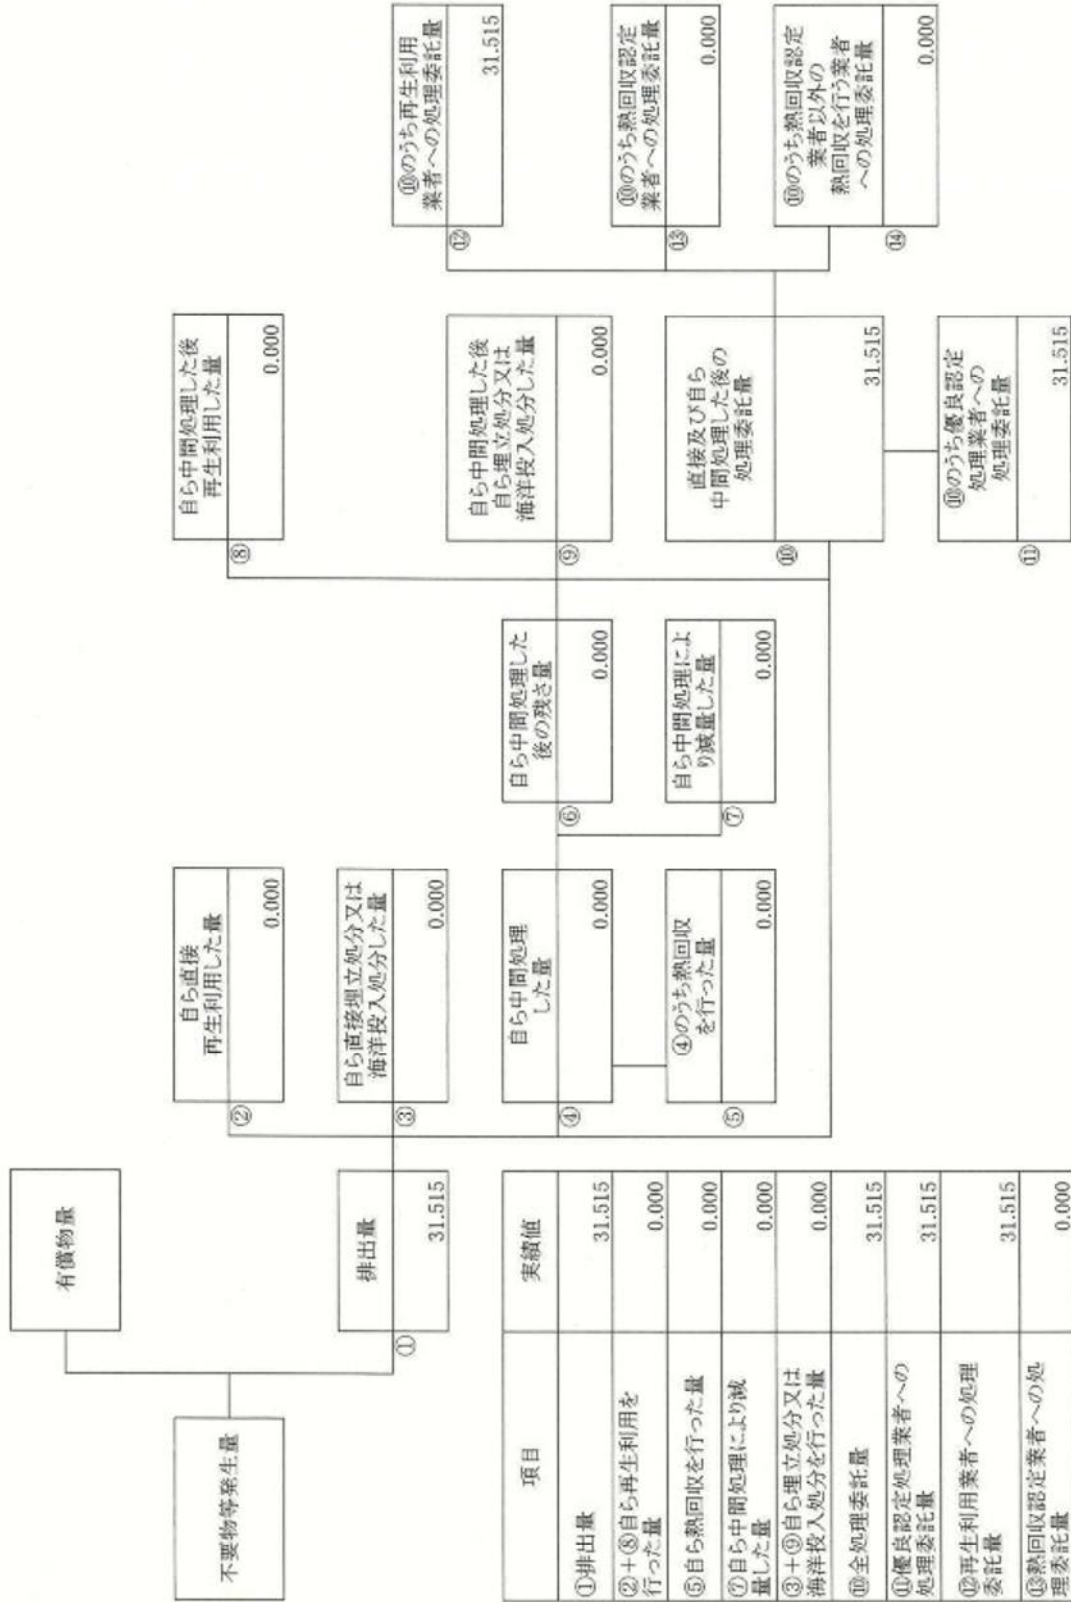 不要物等発生量
有償物量
①
排出量
31.515
②
自ら直接
再生利用した量
0.000
③
自ら直接埋立処分又は
海洋投入処分した量
0.000
④
自ら中間処理
した量
0.000
⑤
④のうち熱回収
を行った量
0.000
⑥
自ら中間処理した
後の残さ量
0.000
⑦
自ら中間処理によ
り減量した量
0.000
⑧
自ら中間処理した後
再生利用した量
0.000
⑨
自ら中間処理した後
自ら埋立処分又は
海洋投入処分した量
0.000
⑩
直接及び自ら
中間処理した後の
処理委託量
31.515
⑪
⑩のうち優良認定
処理業者への
処理委託量
31.515
⑫
⑩のうち再生利用
業者への処理委託量
31.515
⑬
⑩のうち熱回収認定
業者への処理委託量
0.000
⑭
⑩のうち熱回収認定
業者以外の
熱回収を行う業者
への処理委託量
0.000
項目
実績値
①排出量
31.515
②+⑧自ら再生利用を
行った量
0.000
⑤自ら熱回収を行った量
0.000
⑦自ら中間処理により減
量した量
0.000
③+⑨自ら埋立処分又は
海洋投入処分を行った量
0.000
⑩全処理委託量
31.515
⑪優良認定処理業者への
処理委託量
31.515
⑫再生利用業者への処理
委託量
31.515
⑬熱回収認定業者への処
理委託量
0.000